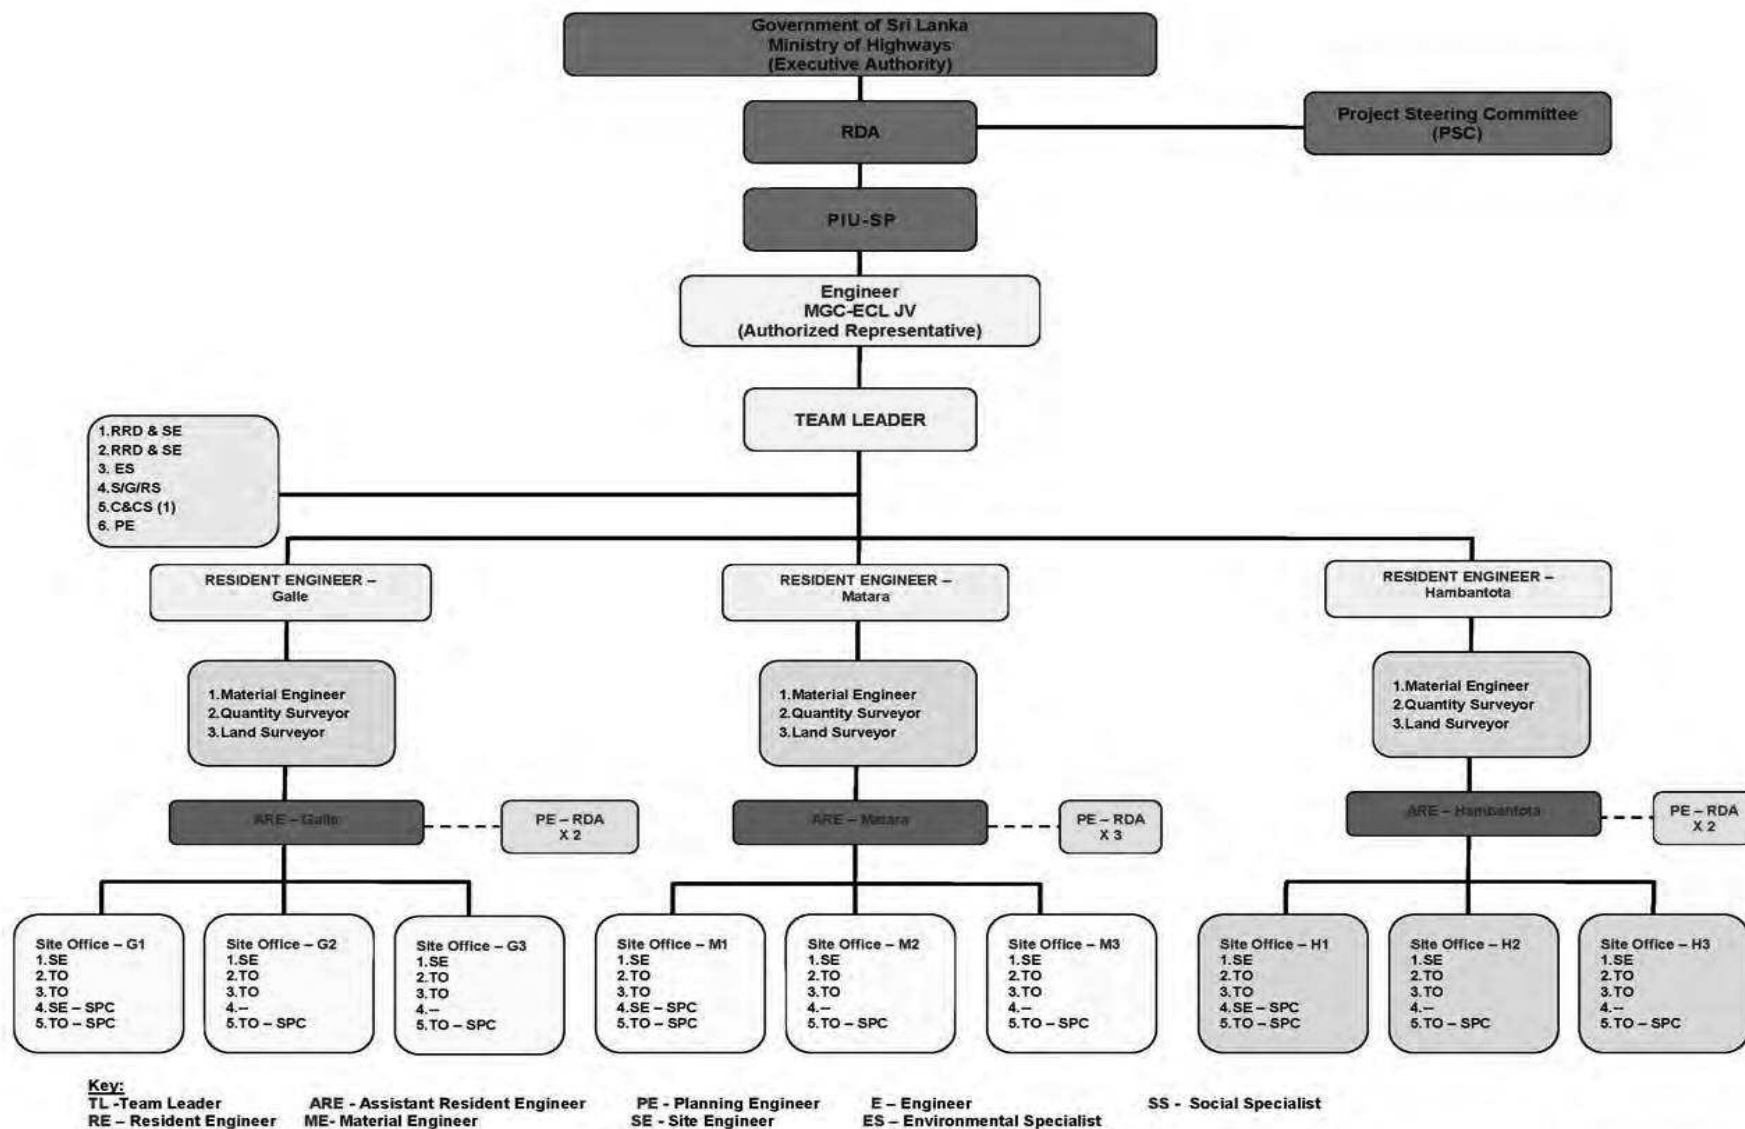 Government of Sri Lanka
Ministry of Highways
(Executive Authority)
RDA
Project Steering Committee
(PSC)
PIU-SP
Engineer
MGC-ECL JV
(Authorized Representative)
TEAM LEADER
1.RRD & SE
2.RRD & SE
3. ES
4.S/G/RS
5.C&CS (1)
6. PE
RESIDENT ENGINEER –
Galle
RESIDENT ENGINEER –
Matara
RESIDENT ENGINEER –
Hambantota
1.Material Engineer
2.Quantity Surveyor
3.Land Surveyor
1.Material Engineer
2.Quantity Surveyor
3.Land Surveyor
1.Material Engineer
2.Quantity Surveyor
3.Land Surveyor
ARE – Galle
PE – RDA
X 2
ARE – Matara
PE – RDA
X 3
ARE – Hambantota
PE – RDA
X 2
Site Office – G1
1.SE
2.TO
3.TO
4.SE – SPC
5.TO – SPC
Site Office – G2
1.SE
2.TO
3.TO
4.--
5.TO – SPC
Site Office – G3
1.SE
2.TO
3.TO
4.--
5.TO – SPC
Site Office – M1
1.SE
2.TO
3.TO
4.SE – SPC
5.TO – SPC
Site Office – M2
1.SE
2.TO
3.TO
4.--
5.TO – SPC
Site Office – M3
1.SE
2.TO
3.TO
4.--
5.TO – SPC
Site Office – H1
1.SE
2.TO
3.TO
4.SE – SPC
5.TO – SPC
Site Office – H2
1.SE
2.TO
3.TO
4.--
5.TO – SPC
Site Office – H3
1.SE
2.TO
3.TO
4.--
5.TO – SPC
Key:
TL -Team Leader ARE - Assistant Resident Engineer PE - Planning Engineer E – Engineer SS - Social Specialist
RE – Resident Engineer ME- Material Engineer SE - Site Engineer ES – Environmental Specialist